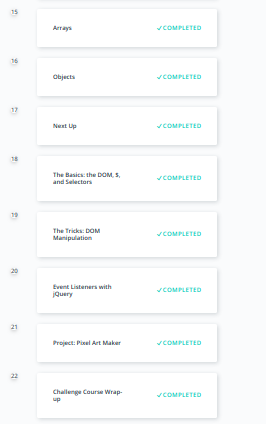 15
Arrays
✓COMPLETED
16
Objects
✓COMPLETED
17
Next Up
✓COMPLETED
18
The Basics: the DOM, $,
and Selectors
✓COMPLETED
19
The Tricks: DOM
Manipulation
✓COMPLETED
20
Event Listeners with
jQuery
✓COMPLETED
21
Project: Pixel Art Maker
✓COMPLETED
22
Challenge Course Wrap-
up
✓COMPLETED